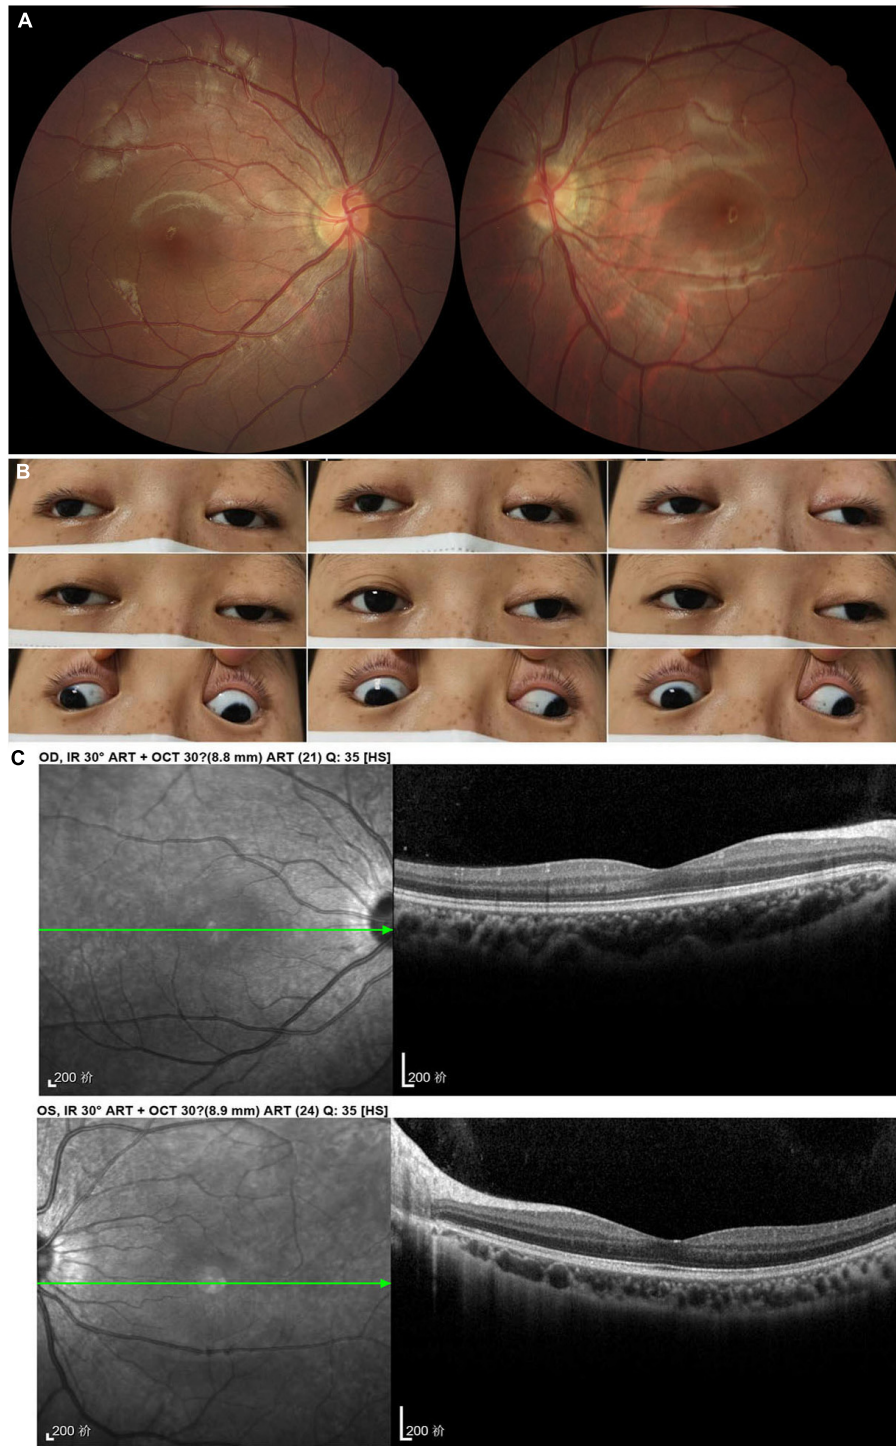 A
B
C
OD, IR 30° ART + OCT 30?(8.8 mm) ART (21) Q: 35 [HS]
200 祄
200 祄
OS, IR 30° ART + OCT 30?(8.9 mm) ART (24) Q: 35 [HS]
200 祄
200 祄